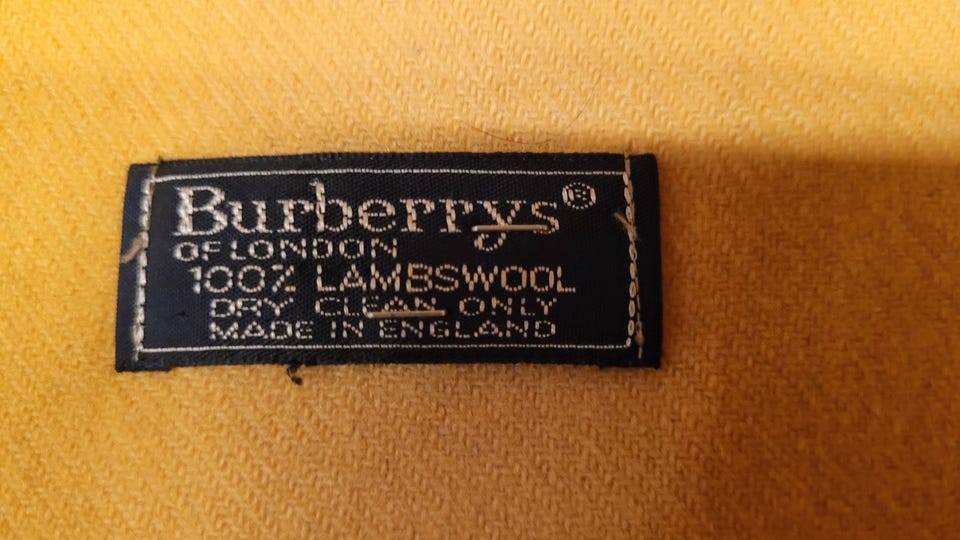 Burberrys®
OF LONDON
100% LAMBSWOOL
DRY CLEAN ONLY
MADE IN ENGLAND